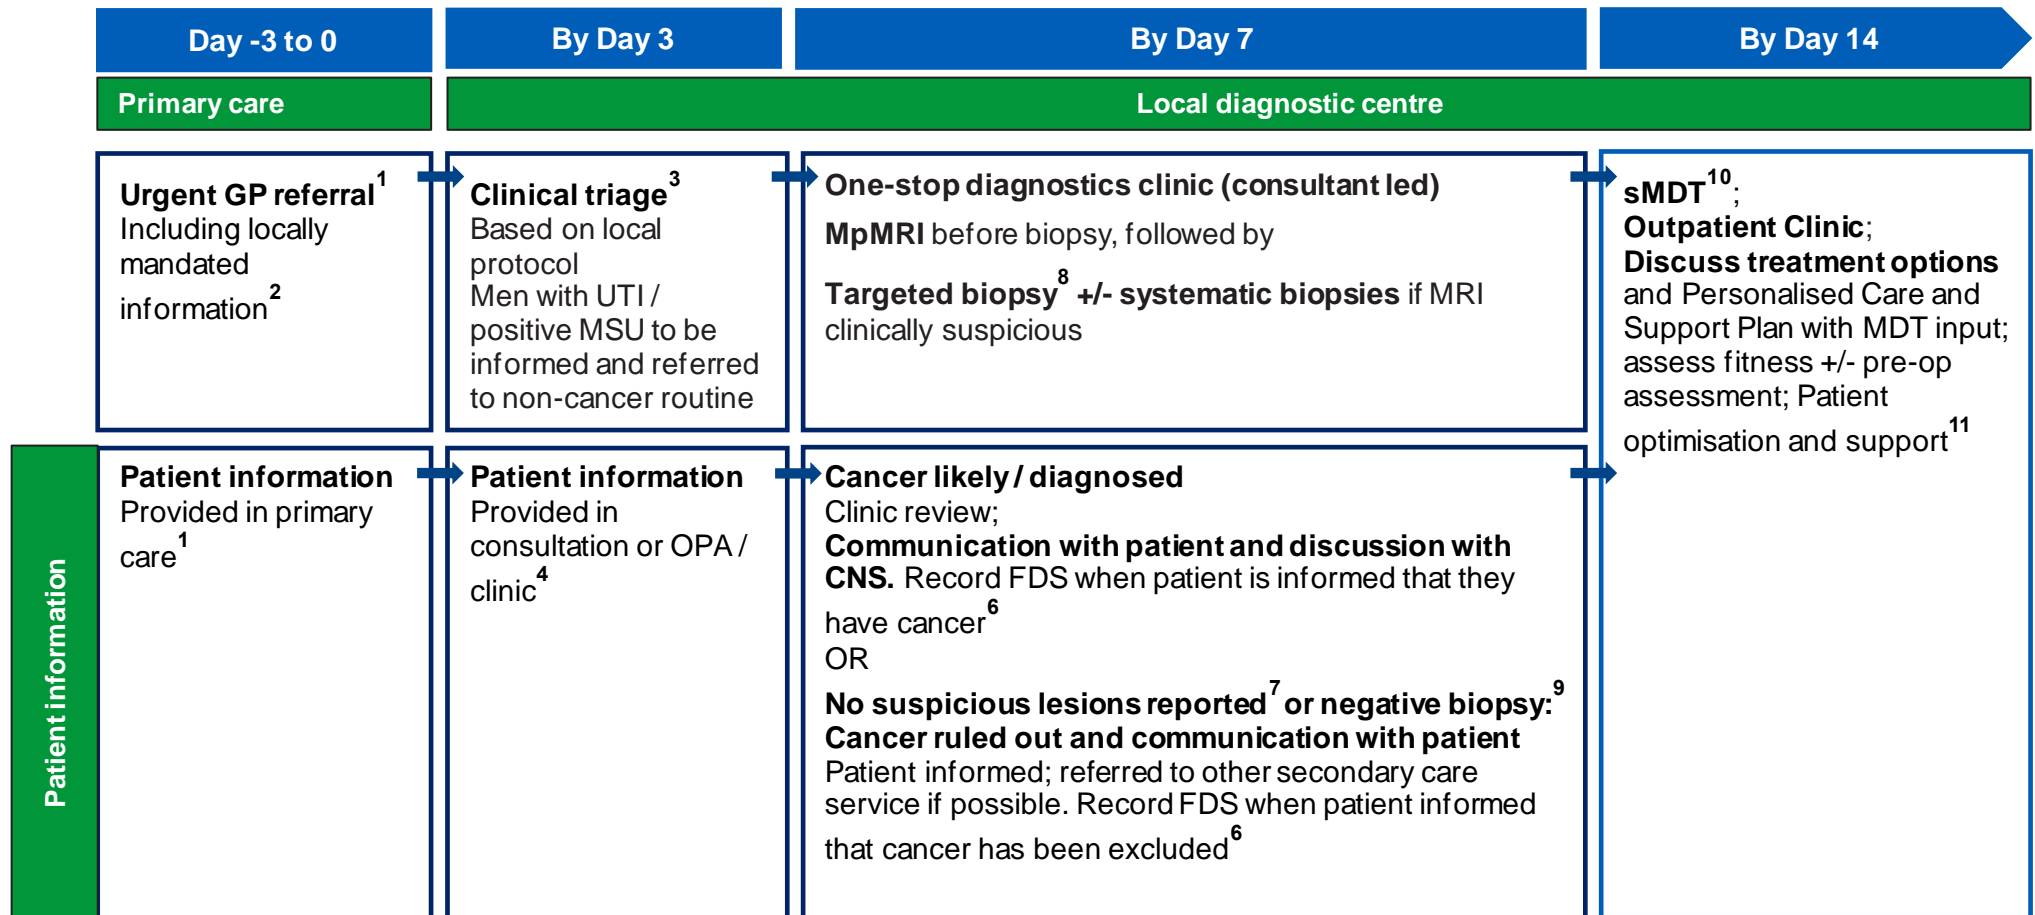 Day -3 to 0
By Day 3
By Day 7
By Day 14
Primary care
Local diagnostic centre
Urgent GP referral1
Including locally
mandated
information2
Clinical triage3
Based on local
protocol
Men with UTI /
positive MSU to be
informed and referred
to non-cancer routine
One-stop diagnostics clinic (consultant led)
MpMRI before biopsy, followed by
Targeted biopsy8 +/- systematic biopsies if MRI
clinically suspicious
sMDT10;
Outpatient Clinic;
Discuss treatment options
and Personalised Care and
Support Plan with MDT input;
assess fitness +/- pre-op
assessment; Patient
optimisation and support11
Patient information
Patient information
Provided in primary
care1
Patient information
Provided in
consultation or OPA /
clinic4
Cancer likely / diagnosed
Clinic review;
Communication with patient and discussion with
CNS. Record FDS when patient is informed that they
have cancer6
OR
No suspicious lesions reported7 or negative biopsy:9
Cancer ruled out and communication with patient
Patient informed; referred to other secondary care
service if possible. Record FDS when patient informed
that cancer has been excluded6